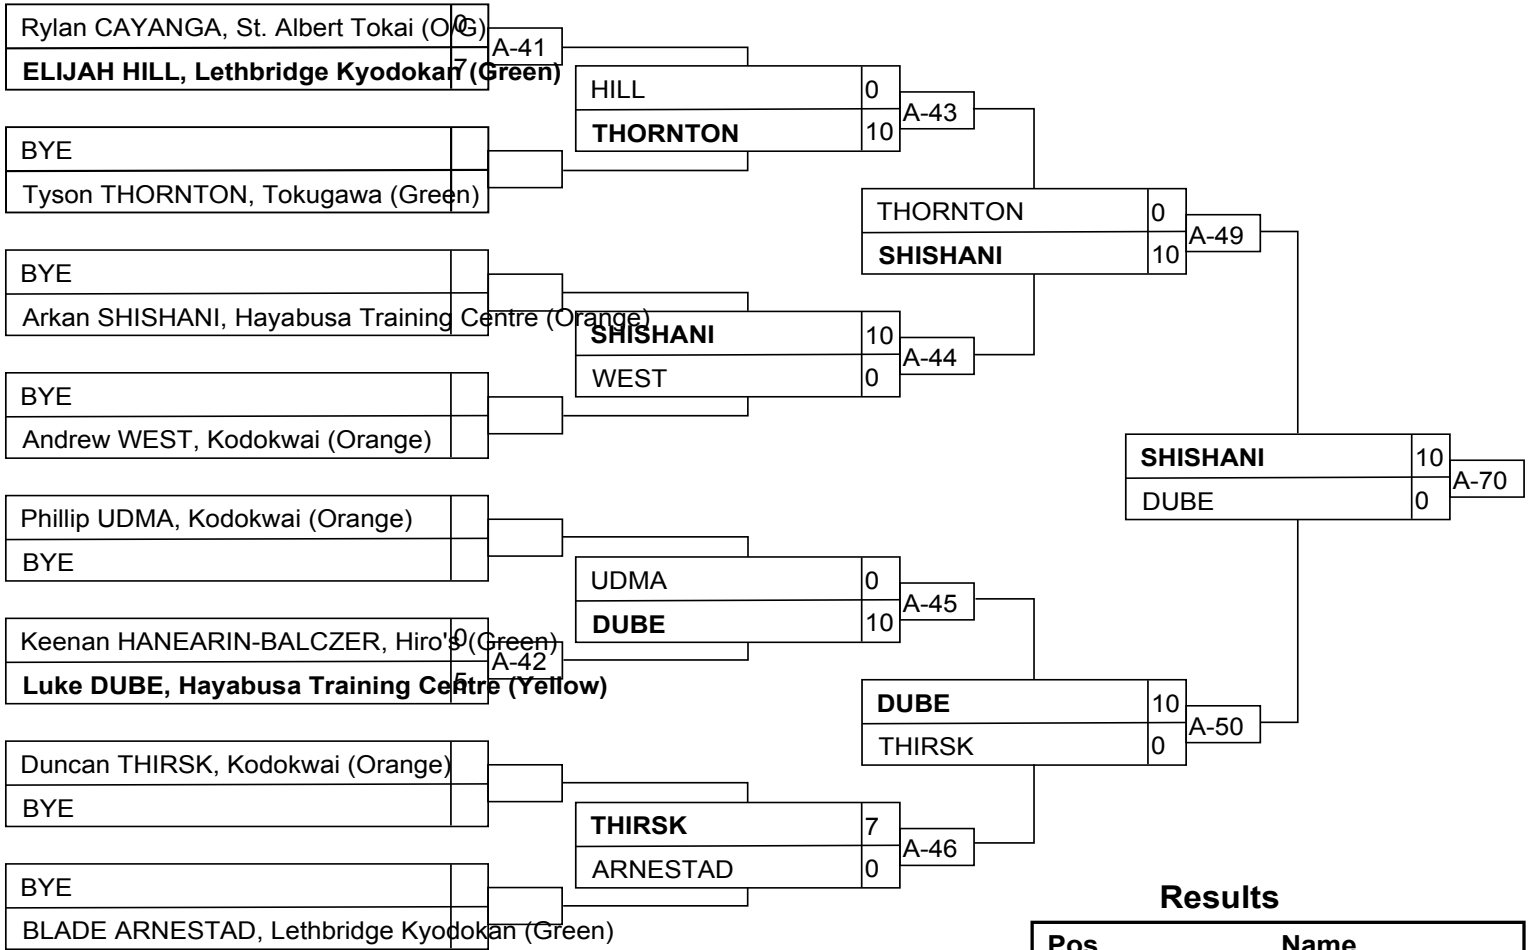 Rylan CAYANGA, St. Albert Tokai (O/G) 0
ELIJAH HILL, Lethbridge Kyodokan (Green) 7
A-41
BYE
Tyson THORNTON, Tokugawa (Green)
HILL 0
THORNTON 10
A-43
BYE
Arkan SHISHANI, Hayabusa Training Centre (Orange)
BYE
Andrew WEST, Kodokwai (Orange)
SHISHANI 10
WEST 0
A-44
THORNTON 0
SHISHANI 10
A-49
Phillip UDMA, Kodokwai (Orange)
BYE
Keenan HANEARIN-BALCZER, Hiro's (Green) 0
Luke DUBE, Hayabusa Training Centre (Yellow) 5
A-42
UDMA 0
DUBE 10
A-45
Duncan THIRSK, Kodokwai (Orange)
BYE
BYE
BLADE ARNESTAD, Lethbridge Kyodokan (Green)
THIRSK 7
ARNESTAD 0
A-46
DUBE 10
THIRSK 0
A-50
SHISHANI 10
DUBE 0
A-70
Results
Pos Name